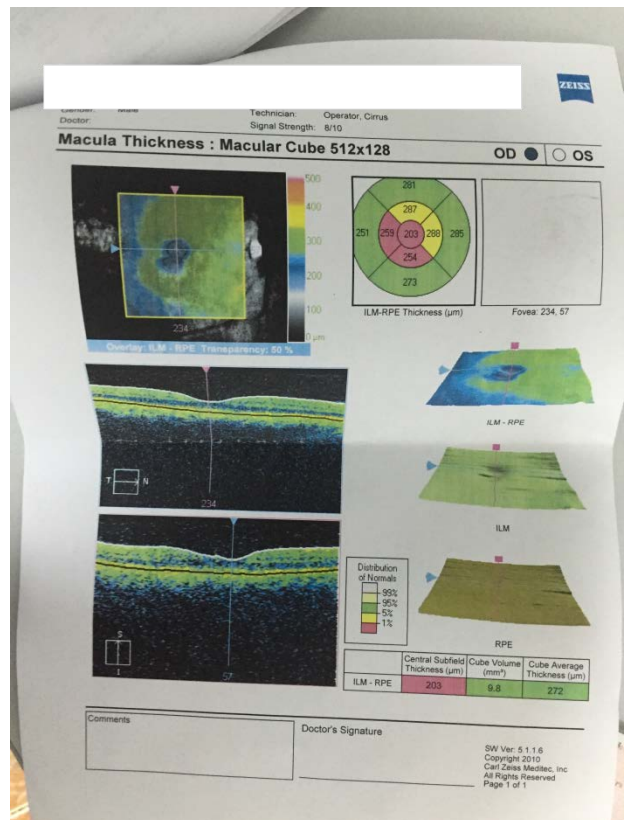 ZEISS
Gender: Male
Doctor:
Technician: Operator, Cirrus
Signal Strength: 8/10
Macula Thickness : Macular Cube 512x128
OD OS
500
400
300
200
100
0 µm
234
Overlay: ILM - RPE Transparency: 50 %
281
287
251 259 203 288 285
254
273
ILM-RPE Thickness (µm)
Fovea: 234, 57
ILM - RPE
T N
234
ILM
S
I
57
Distribution
of Normals
99%
95%
5%
1%
RPE
Central Subfield Thickness (µm)
Cube Volume (mm³)
Cube Average Thickness (µm)
ILM - RPE 203 9.8 272
Comments
Doctor's Signature
SW Ver: 5.1.1.6
Copyright 2010
Carl Zeiss Meditec, Inc
All Rights Reserved
Page 1 of 1